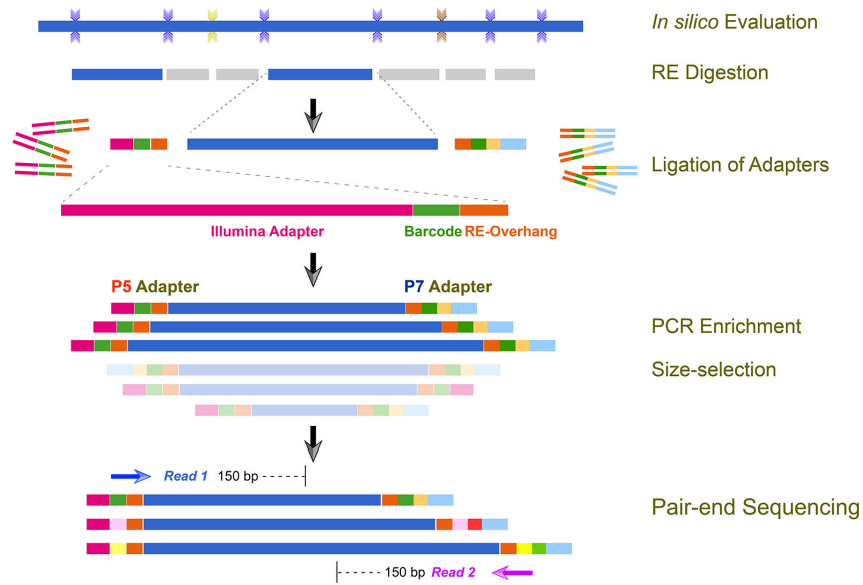 In silico Evaluation
RE Digestion
Ligation of Adapters
Illumina Adapter Barcode RE-Overhang
P5 Adapter P7 Adapter
PCR Enrichment
Size-selection
Read 1 150 bp
Pair-end Sequencing
150 bp Read 2